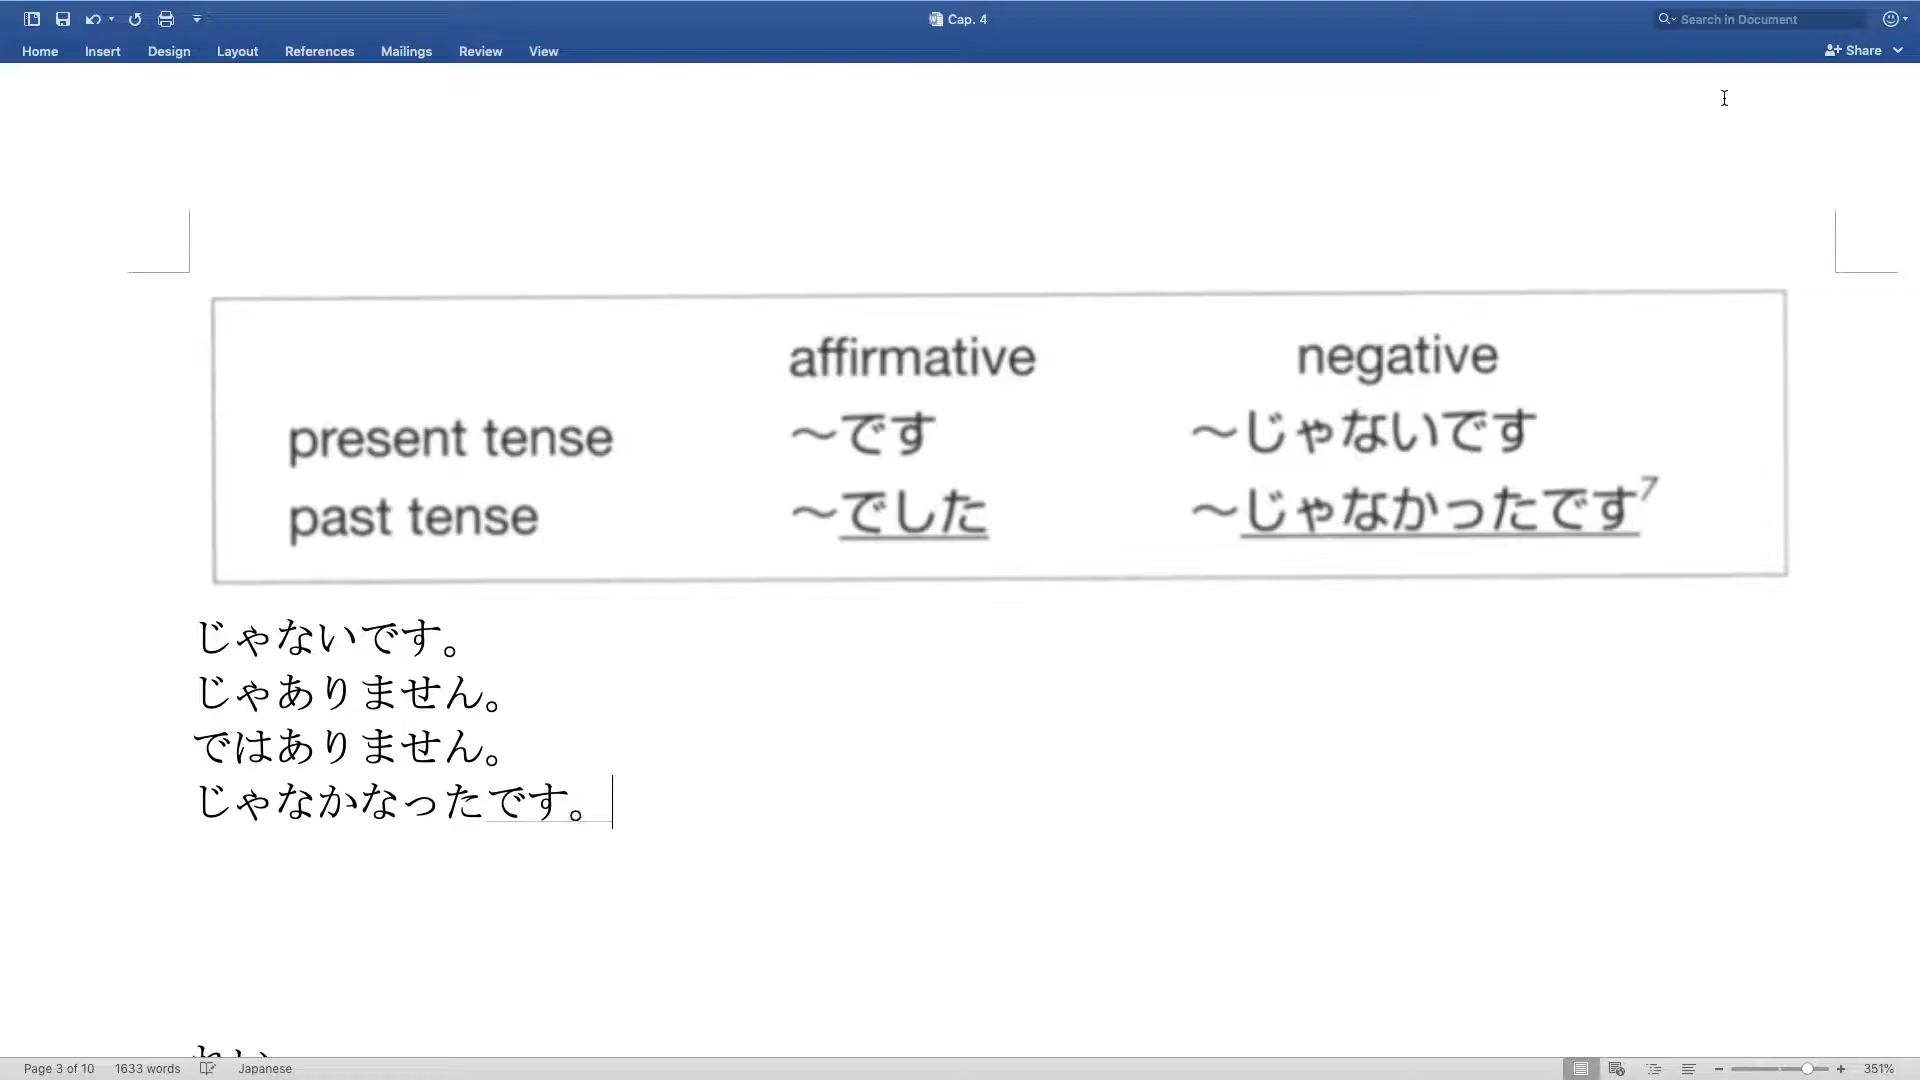 Cap. 4
Search in Document
Home Insert Design Layout References Mailings Review View
Share
affirmative negative
present tense ～です ～じゃないです
past tense ～でした ～じゃなかったです7
じゃないです。
じゃありません。
ではありません。
じゃなかなったです。
Page 3 of 10 1633 words Japanese 351%